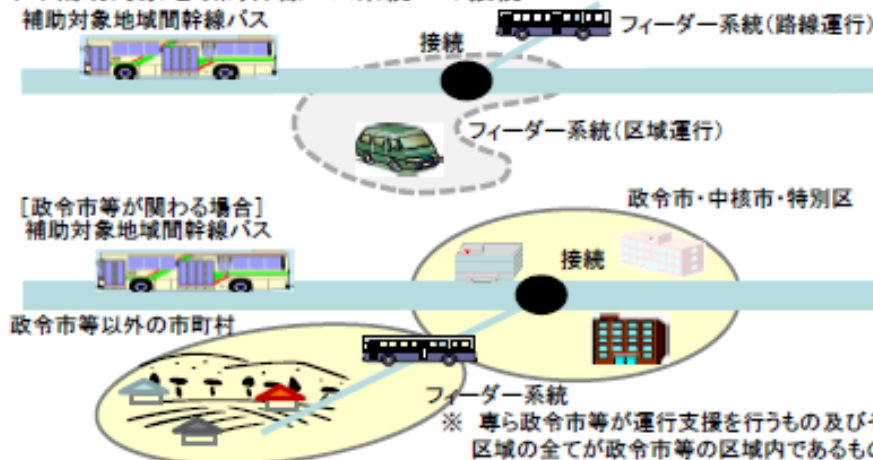 補助対象地域間幹線バス
フィーダー系統(路線運行)
接続
フィーダー系統(区域運行)
[政令市等が関わる場合]
補助対象地域間幹線バス
政令市・中核市・特別区
接続
政令市等以外の市町村
フィーダー系統
※ 専ら政令市等が運行支援を行うもの及びそ
区域の全てが政令市等の区域内であるもの